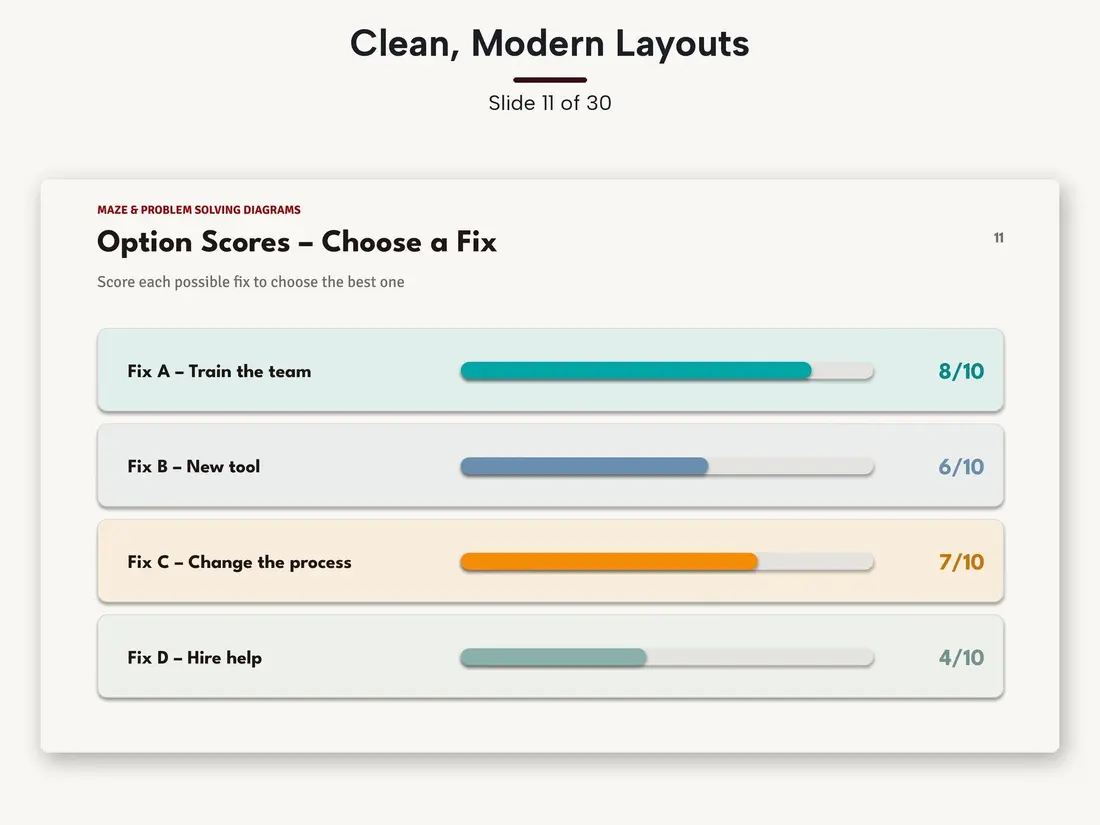 Clean, Modern Layouts
Slide 11 of 30
MAZE & PROBLEM SOLVING DIAGRAMS
Option Scores – Choose a Fix
11
Score each possible fix to choose the best one
Fix A – Train the team
8/10
Fix B – New tool
6/10
Fix C – Change the process
7/10
Fix D – Hire help
4/10